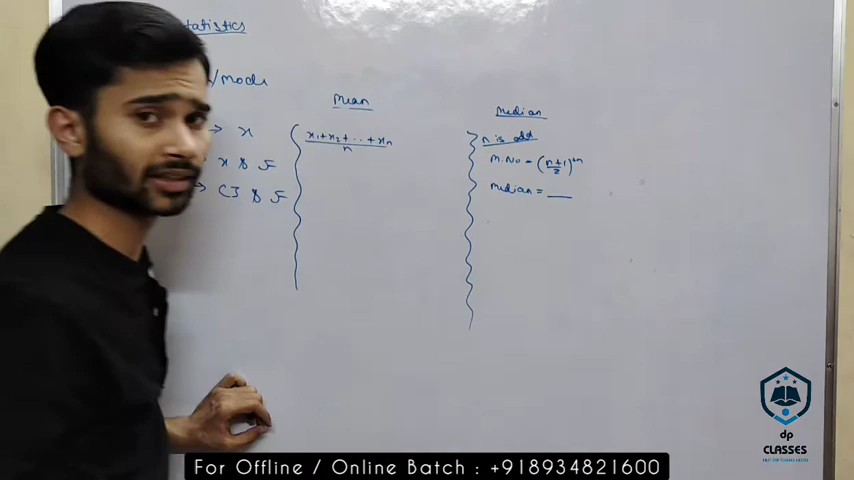 tatistics
/mode
→ x
x & F
→ CI & F
Mean
x₁+x₂+...+xₙ
n
Median
n is odd
M.No = (n+1/2)ᵗʰ
Median = ___
dp
CLASSES
For Offline / Online Batch : +918934821600